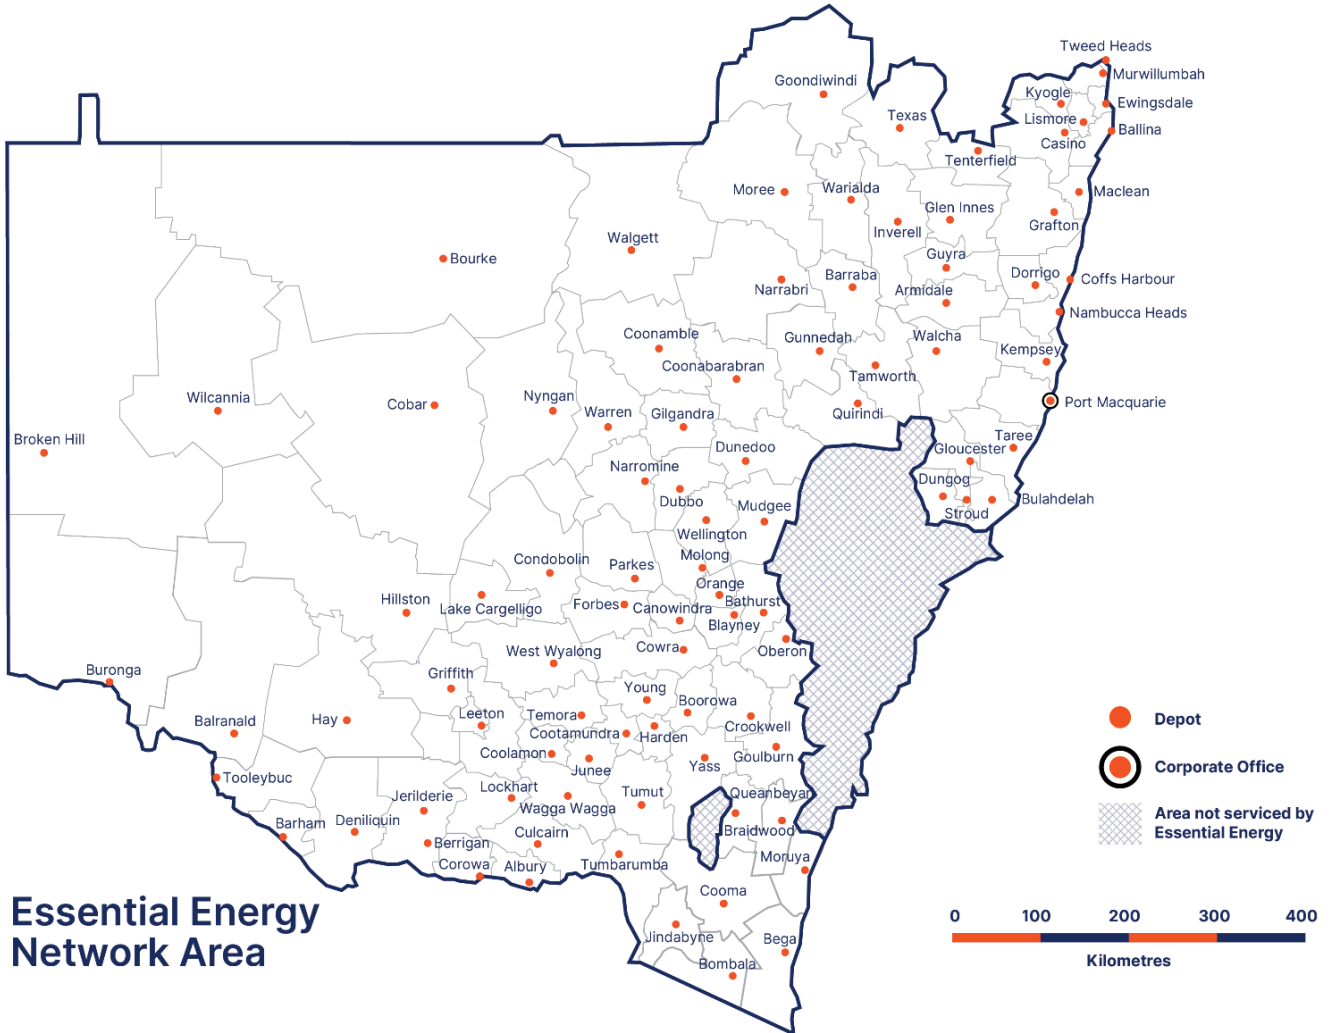 Tweed Heads
Murwillumbah
Goondiwindi
Kyogle
Ewingsdale
Texas
Lismore
Ballina
Casino
Tenterfield
Moree
Warialda
Maclean
Glen Innes
Grafton
Inverell
Walgett
Bourke
Guyra
Dorrigo
Coffs Harbour
Barraba
Narrabri
Armidale
Nambucca Heads
Coonamble
Gunnedah
Walcha
Kempsey
Coonabarabran
Tamworth
Wilcannia
Cobar
Nyngan
Warren
Gilgandra
Quirindi
Port Macquarie
Broken Hill
Taree
Dunedoo
Gloucester
Narromine
Dungog
Dubbo
Mudgee
Bulahdelah
Stroud
Wellington
Molong
Condobolin
Parkes
Orange
Hillston
Lake Cargelligo
Forbes
Canowindra
Bathurst
Blayney
West Wyalong
Cowra
Oberon
Buronga
Griffith
Young
Boorowa
Balranald
Hay
Leeton
Temora
Crookwell
Cootamundra
Harden
Coolamon
Goulburn
Junee
Yass
Tooleybuc
Lockhart
Tumut
Queanbeyan
Jerilderie
Wagga Wagga
Barham
Deniliquin
Culcairn
Braidwood
Berrigan
Corowa
Albury
Tumbarumba
Moruya
Cooma
Jindabyne
Bega
Bombala
Depot
Corporate Office
Area not serviced by
Essential Energy
Essential Energy
Network Area
0 100 200 300 400
Kilometres